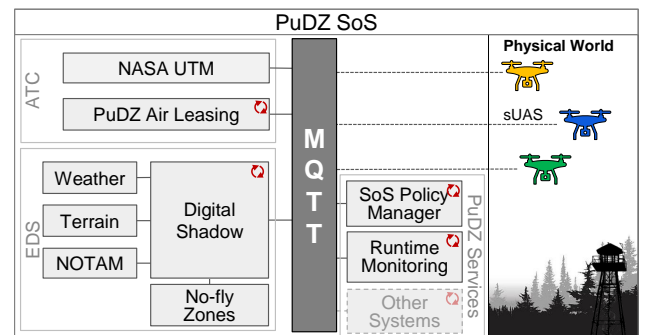 PuDZ SoS
ATC
NASA UTM
PuDZ Air Leasing
EDS
Weather
Terrain
NOTAM
Digital
Shadow
No-fly
Zones
M
Q
T
T
SoS Policy
Manager
Runtime
Monitoring
Other
Systems
PuDZ Services
Physical World
sUAS